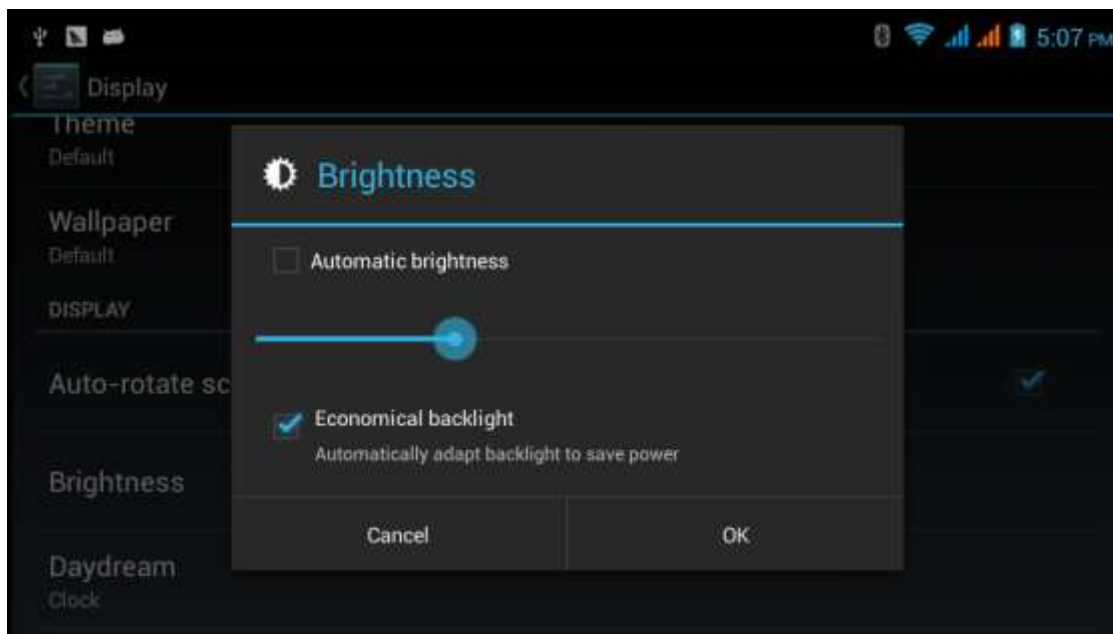 5:07 PM
Display
Theme
Default
Brightness
Wallpaper
Default
Automatic brightness
DISPLAY
Auto-rotate sc
Economical backlight
Automatically adapt backlight to save power
Brightness
Cancel
OK
Daydream
Clock